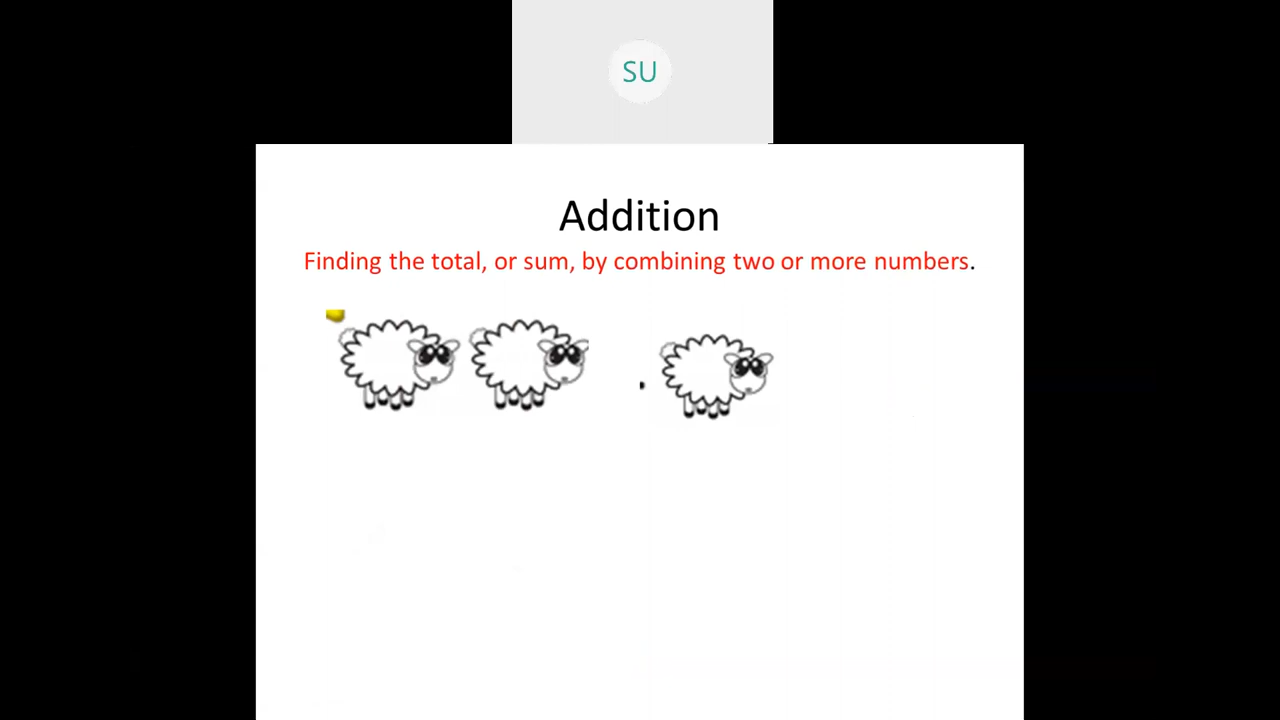 SU
Addition
Finding the total, or sum, by combining two or more numbers.